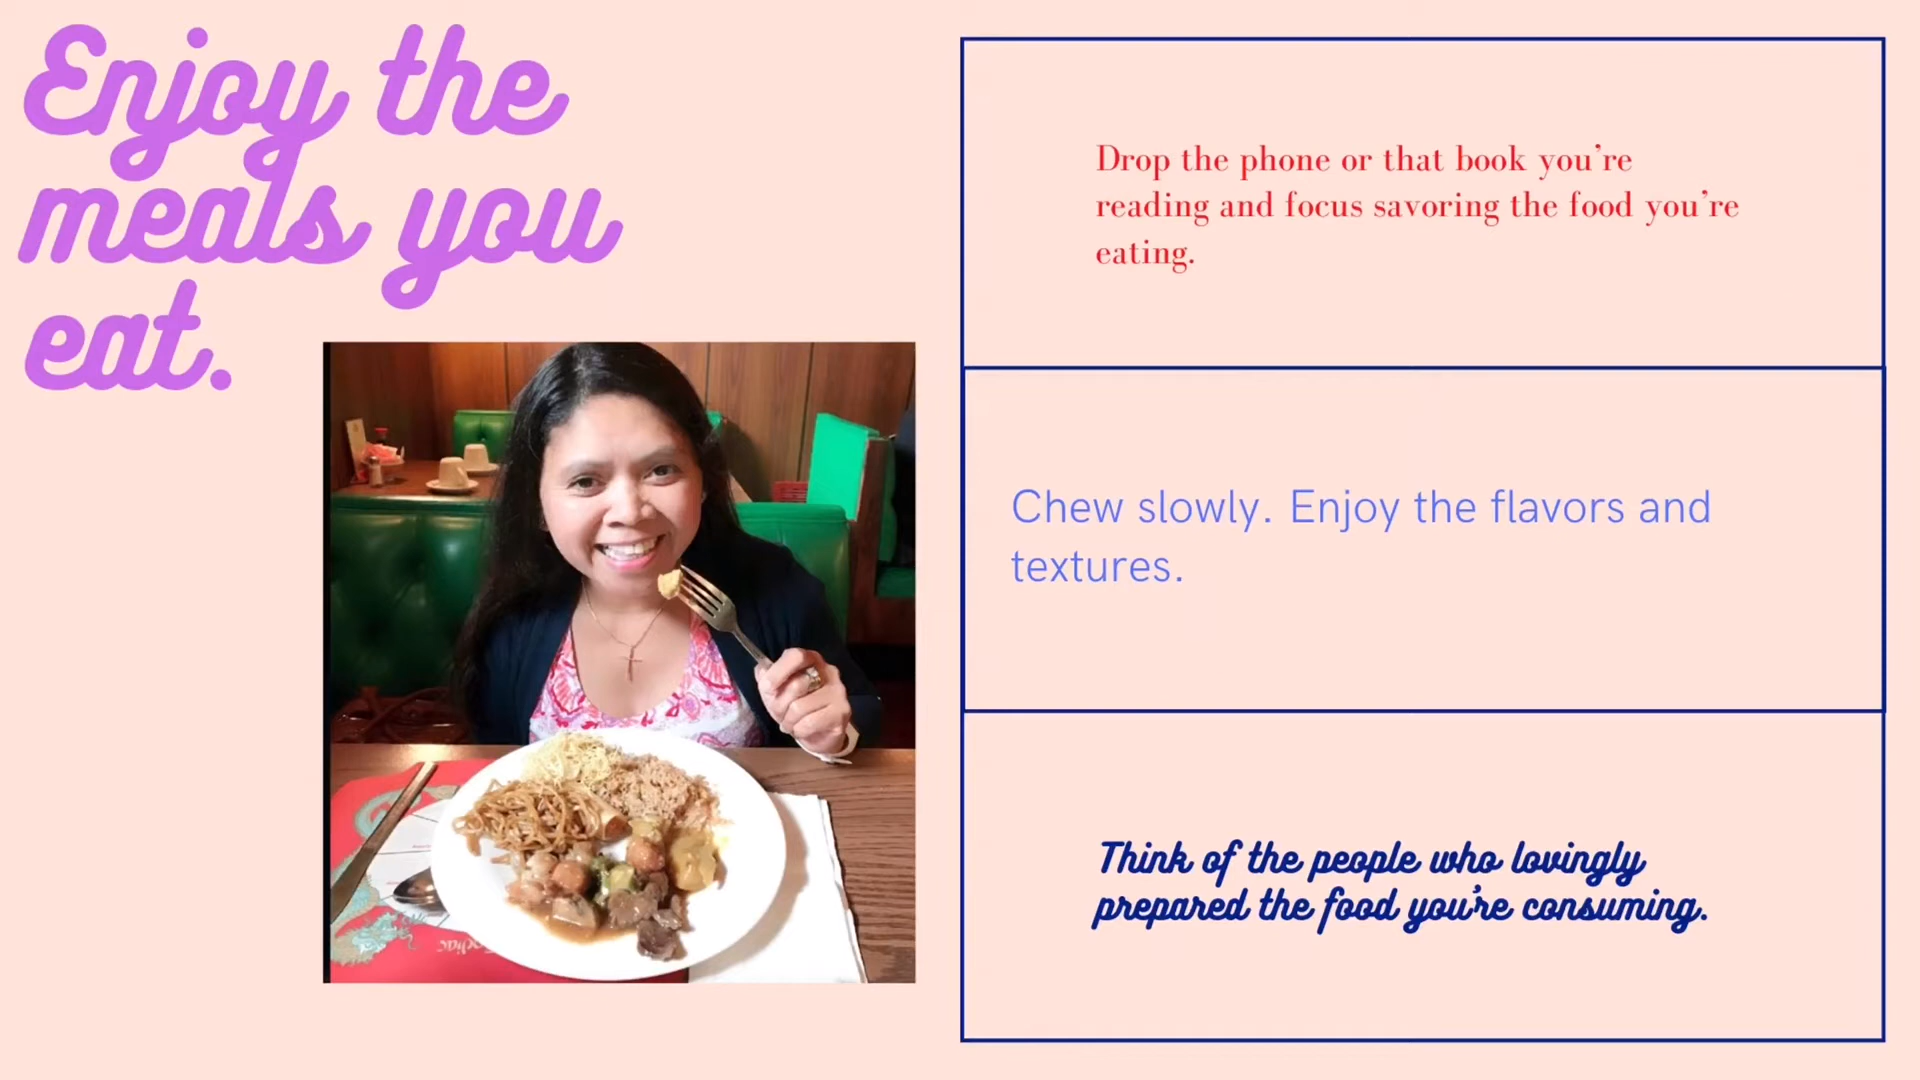 Enjoy the
meals you
eat.
Drop the phone or that book you’re
reading and focus savoring the food you’re
eating.
Chew slowly. Enjoy the flavors and
textures.
Think of the people who lovingly
prepared the food you’re consuming.